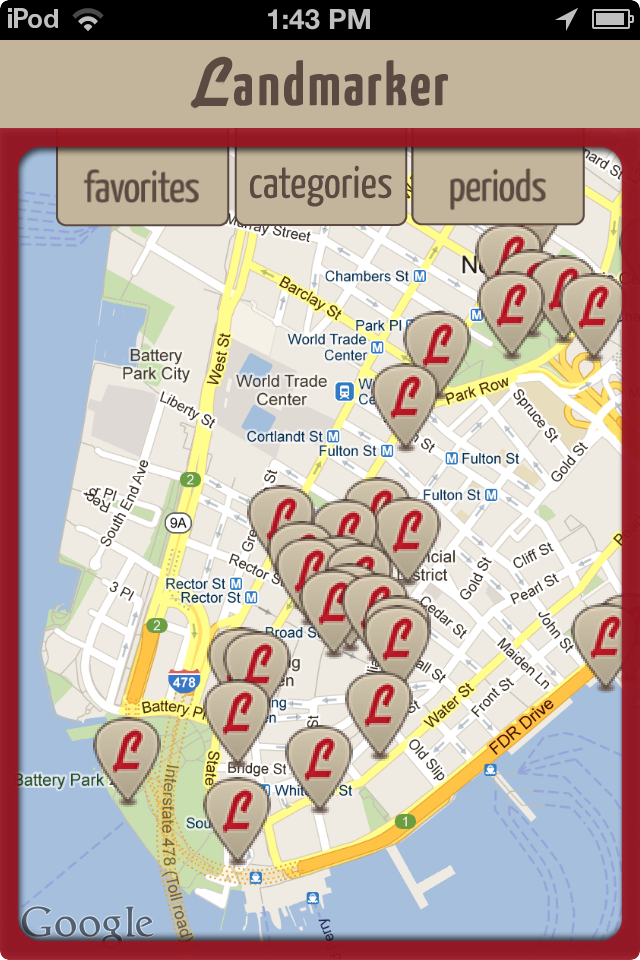 iPod 1:43 PM
Landmarker
favorites categories periods
Murray Street
Chambers St M
Barclay St
Park Pl
World Trade
Center M
West St
Battery
Park City
World Trade
Center
Park Row
Liberty St
Spruce St
Cortlandt St M
Fulton St M
M Fulton St
Gold St
Fulton St M
2
South End Ave
9A
Cliff St
District
Rector St
Pearl St
3 Pl
Rector St M
Rector St M
Gold St
Cedar St
John St
2
Broad St
Maiden Ln
478
Wall St
Front St
Water St
FDR Drive
Battery Pl
Old Slip
State
Bridge St
Battery Park
1
Interstate 478 (Toll road)
Google